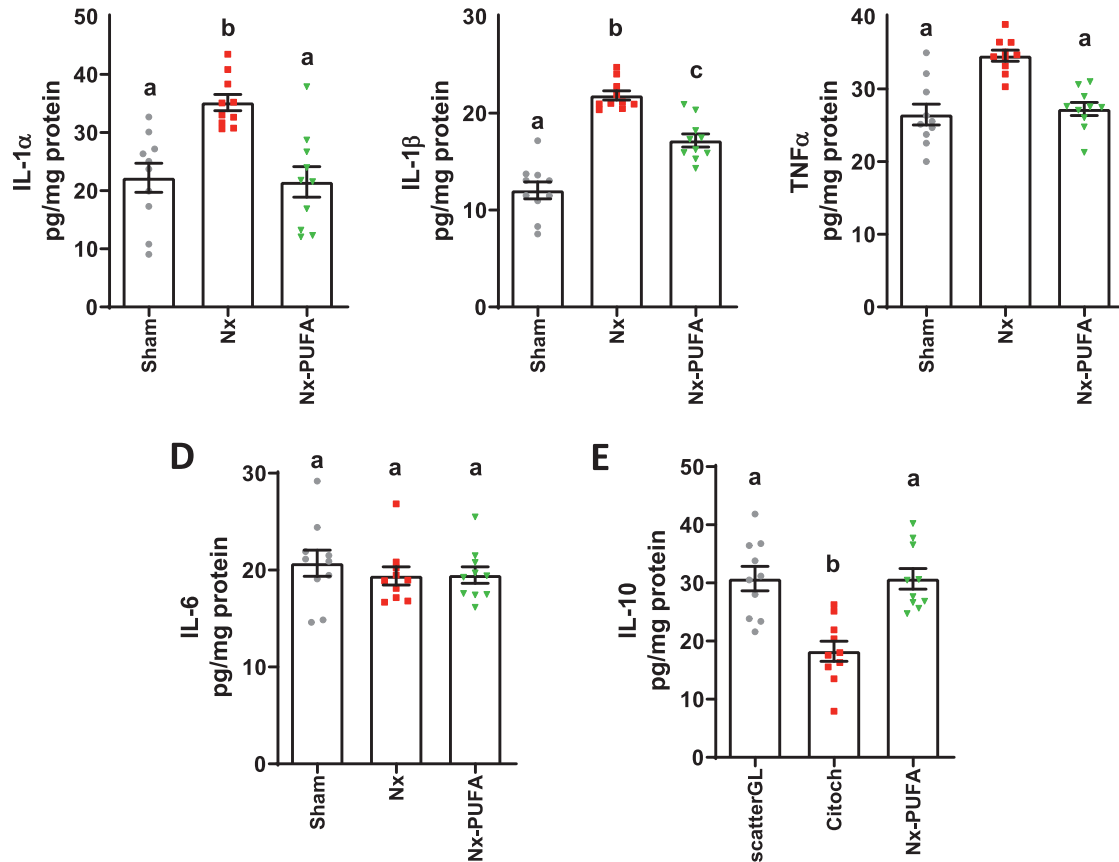 50
40
30
20
10
0
IL-1α
pg/mg protein
a
b
a
Sham
Nx
Nx-PUFA
30
20
10
0
IL-1β
pg/mg protein
a
b
c
Sham
Nx
Nx-PUFA
40
30
20
10
0
TNFα
pg/mg protein
a
a
Sham
Nx
Nx-PUFA
D
30
20
10
0
IL-6
pg/mg protein
a
a
a
Sham
Nx
Nx-PUFA
E
50
40
30
20
10
0
IL-10
pg/mg protein
a
b
a
scatterGL
Citoch
Nx-PUFA